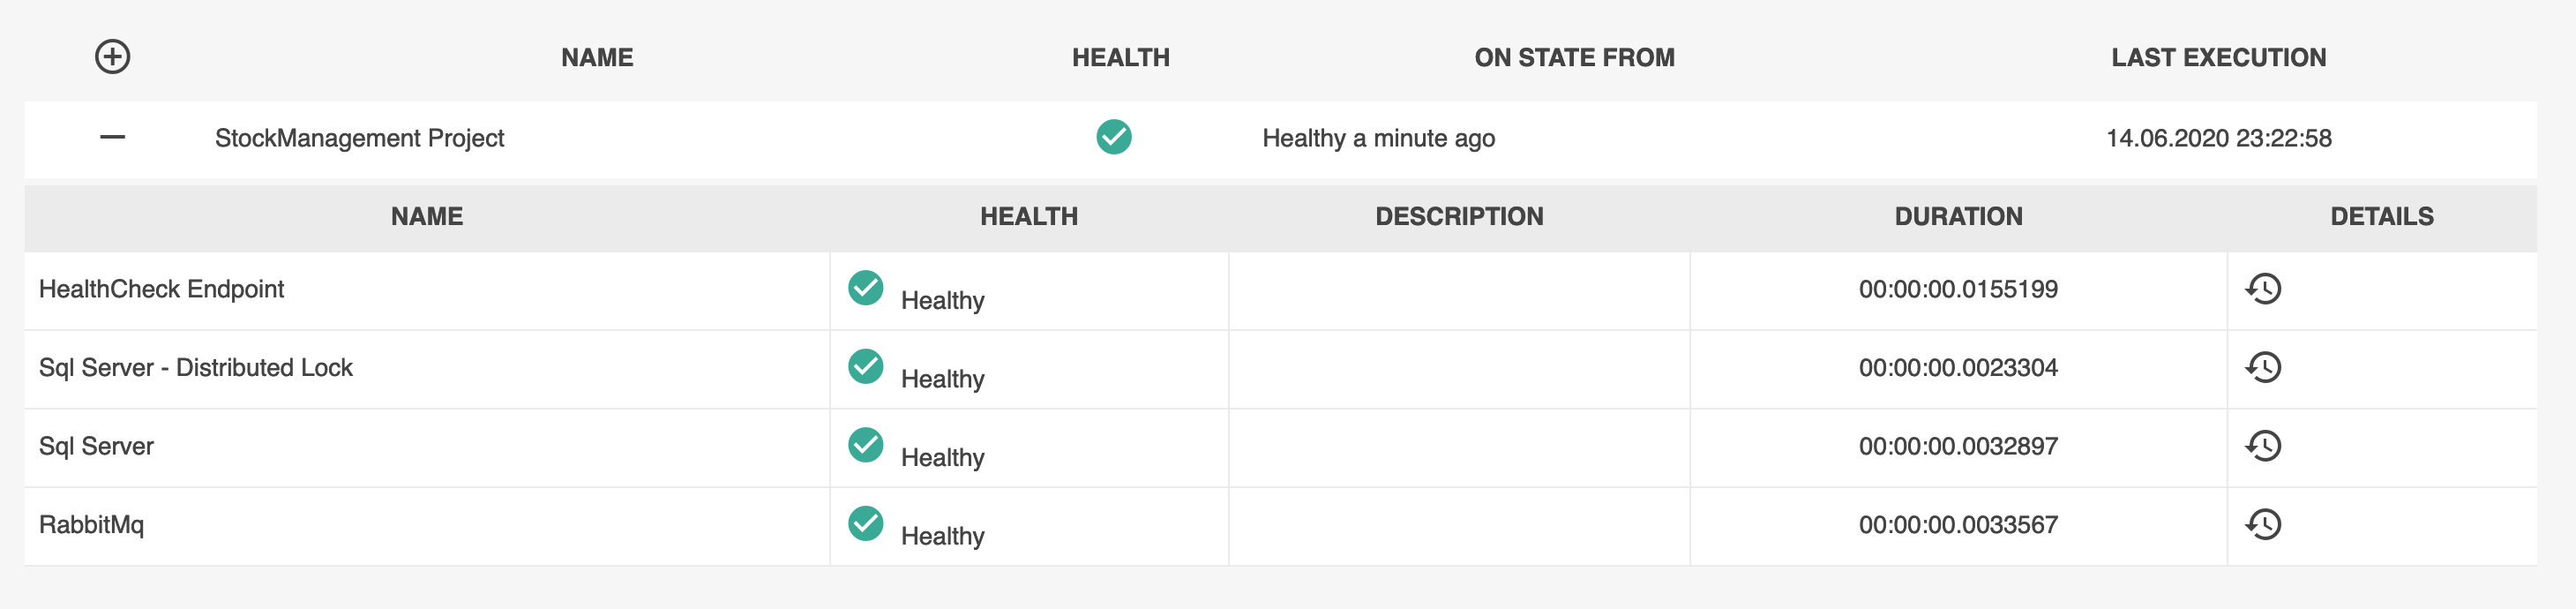 NAME HEALTH ON STATE FROM LAST EXECUTION
StockManagement Project Healthy a minute ago 14.06.2020 23:22:58
NAME HEALTH DESCRIPTION DURATION DETAILS
HealthCheck Endpoint Healthy 00:00:00.0155199
Sql Server - Distributed Lock Healthy 00:00:00.0023304
Sql Server Healthy 00:00:00.0032897
RabbitMq Healthy 00:00:00.0033567